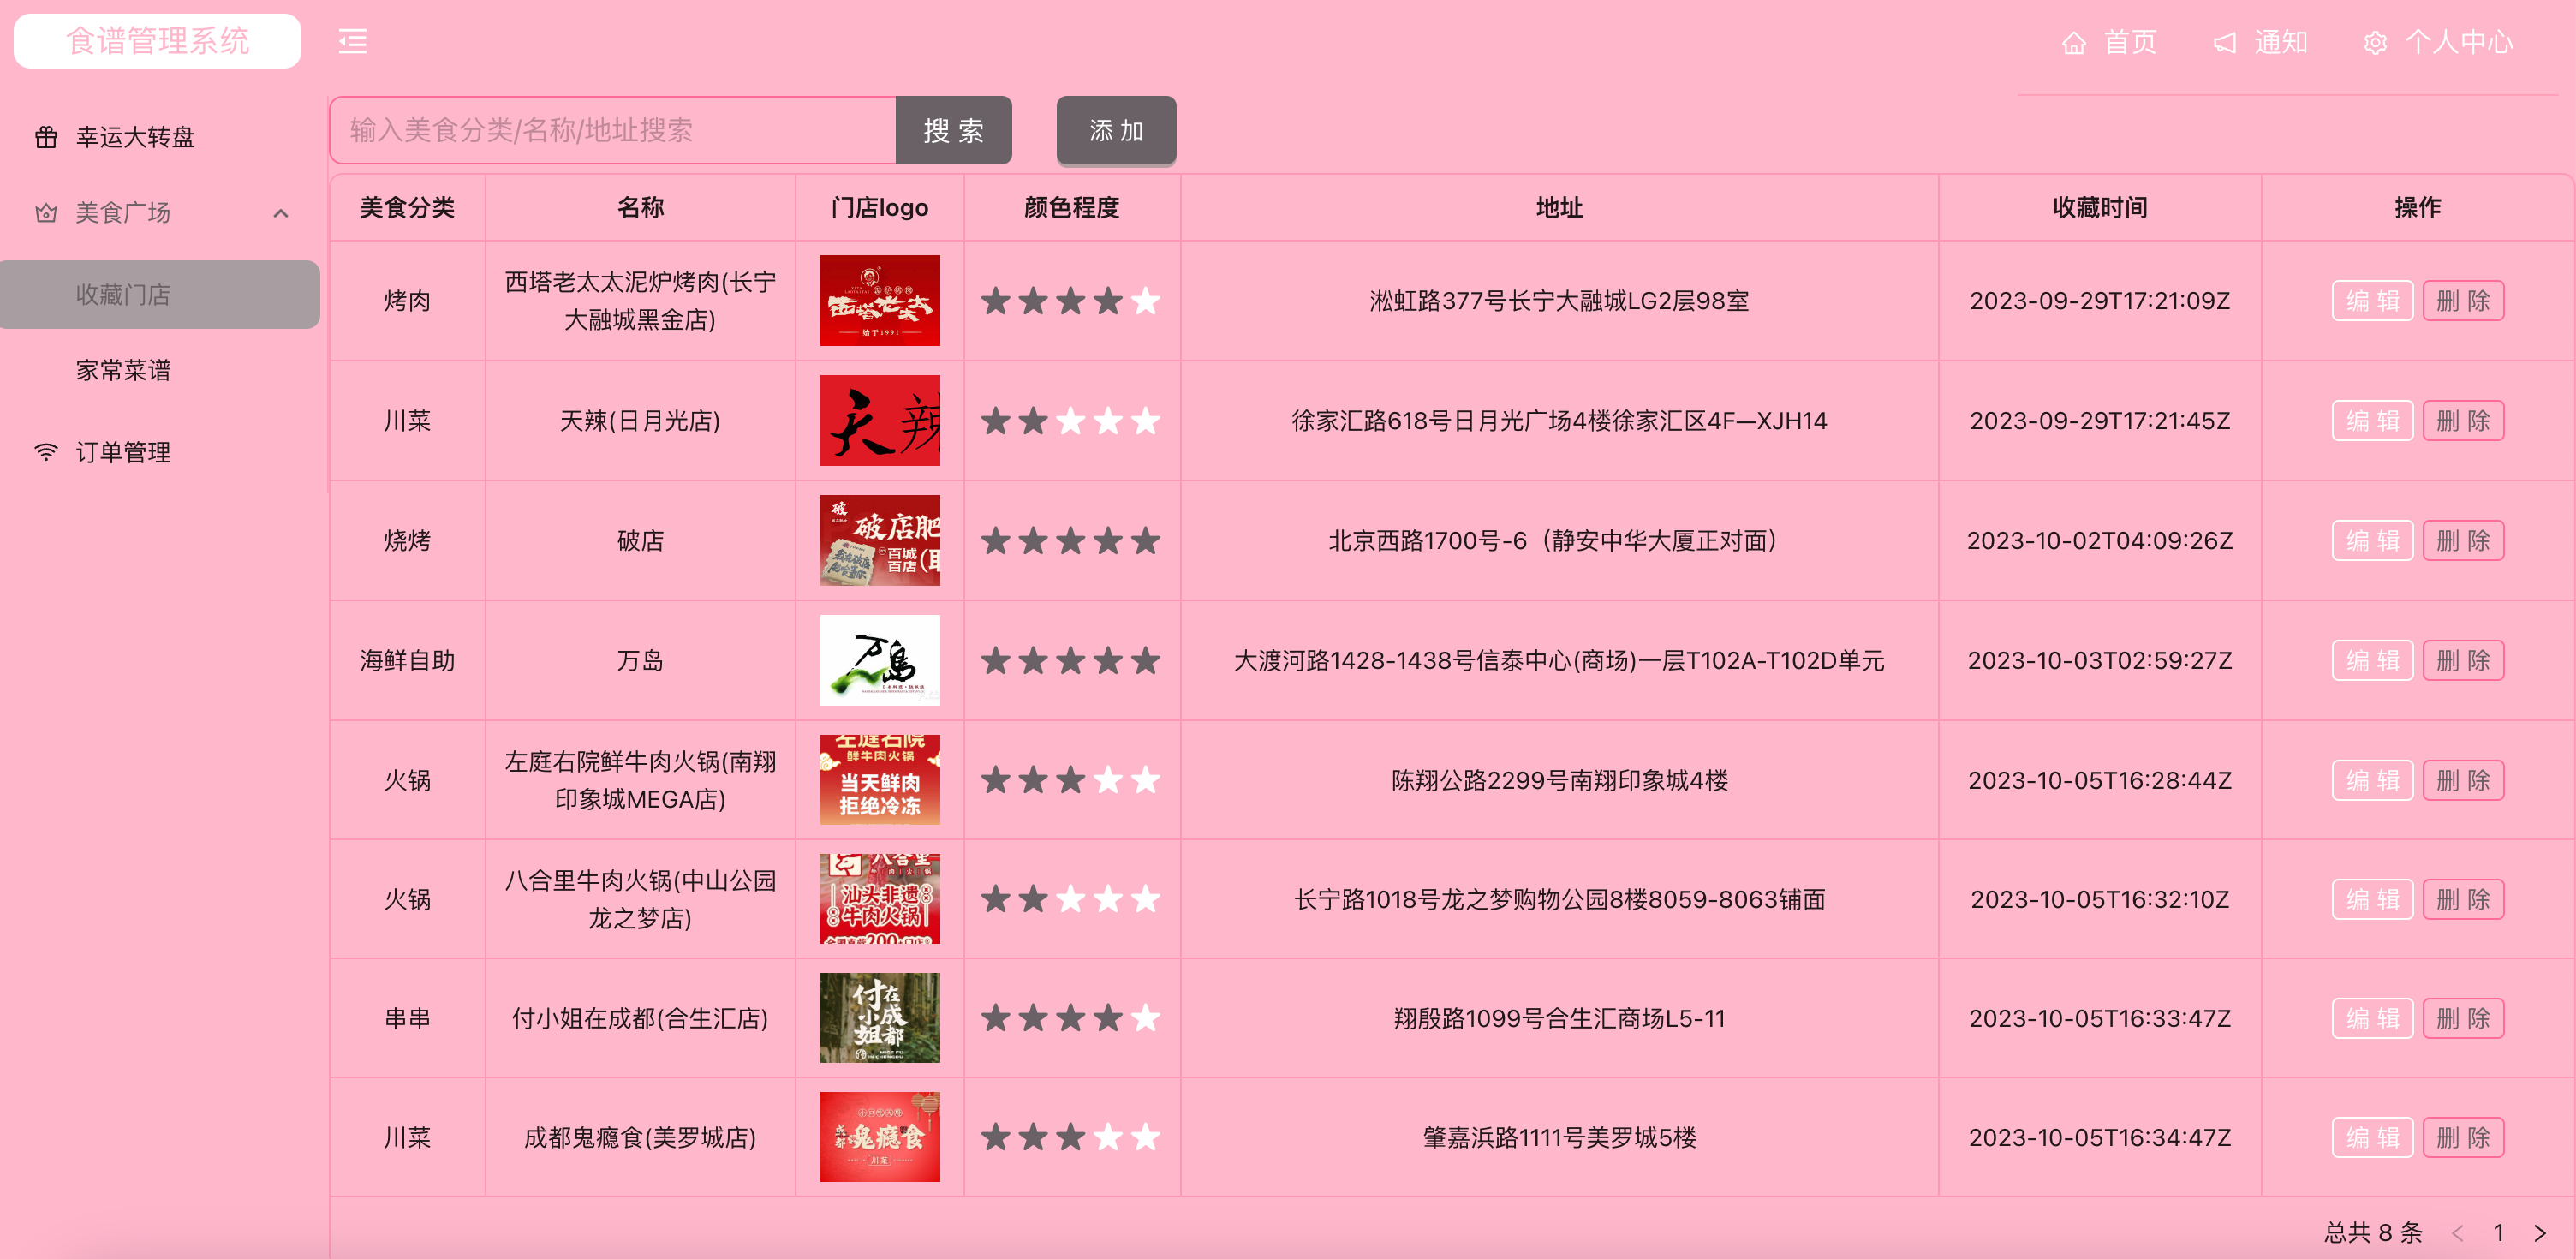 食谱管理系统
首页 通知 个人中心
幸运大转盘
美食广场
收藏门店
家常菜谱
订单管理
输入美食分类/名称/地址搜索 搜 索 添 加
美食分类 名称 门店logo 颜色程度 地址 收藏时间 操作
烤肉 西塔老太太泥炉烤肉(长宁大融城黑金店) 淞虹路377号长宁大融城LG2层98室 2023-09-29T17:21:09Z 编 辑 删 除
西塔老太太
始于1991
川菜 天辣(日月光店) 徐家汇路618号日月光广场4楼徐家汇区4F—XJH14 2023-09-29T17:21:45Z 编 辑 删 除
天辣
烧烤 破店 北京西路1700号-6（静安中华大厦正对面） 2023-10-02T04:09:26Z 编 辑 删 除
破
破店肥
百城
百店
海鲜自助 万岛 大渡河路1428-1438号信泰中心(商场)一层T102A-T102D单元 2023-10-03T02:59:27Z 编 辑 删 除
万岛
火锅 左庭右院鲜牛肉火锅(南翔印象城MEGA店) 陈翔公路2299号南翔印象城4楼 2023-10-05T16:28:44Z 编 辑 删 除
左庭右院
鲜牛肉火锅
当天鲜肉
拒绝冷冻
火锅 八合里牛肉火锅(中山公园龙之梦店) 长宁路1018号龙之梦购物公园8楼8059-8063铺面 2023-10-05T16:32:10Z 编 辑 删 除
八合里
汕头非遗
牛肉火锅
串串 付小姐在成都(合生汇店) 翔殷路1099号合生汇商场L5-11 2023-10-05T16:33:47Z 编 辑 删 除
付小姐
在成都
川菜 成都鬼瘾食(美罗城店) 肇嘉浜路1111号美罗城5楼 2023-10-05T16:34:47Z 编 辑 删 除
成都鬼瘾食
川菜
总共 8 条 1